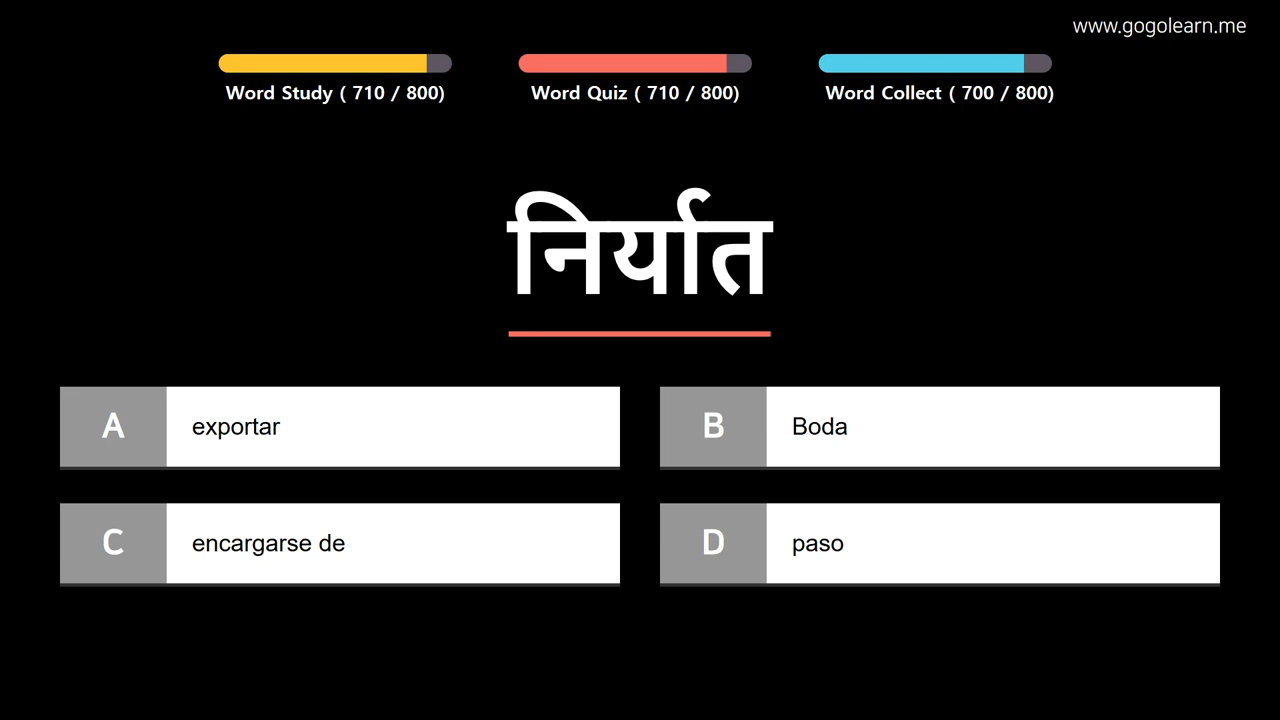 www.gogolearn.me
Word Study ( 710 / 800)
Word Quiz ( 710 / 800)
Word Collect ( 700 / 800)
निर्यात
A exportar
B Boda
C encargarse de
D paso